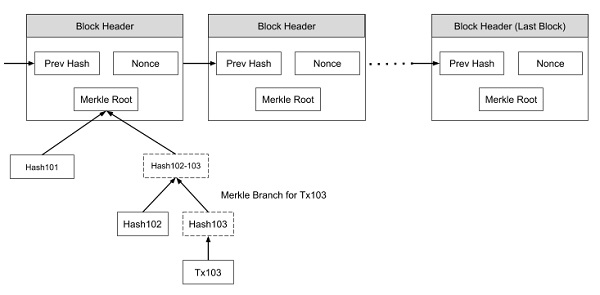 Block Header
Block Header
Block Header (Last Block)
Prev Hash
Nonce
Prev Hash
Nonce
Prev Hash
Nonce
Merkle Root
Merkle Root
Merkle Root
Hash101
Hash102-103
Merkle Branch for Tx103
Hash102
Hash103
Tx103